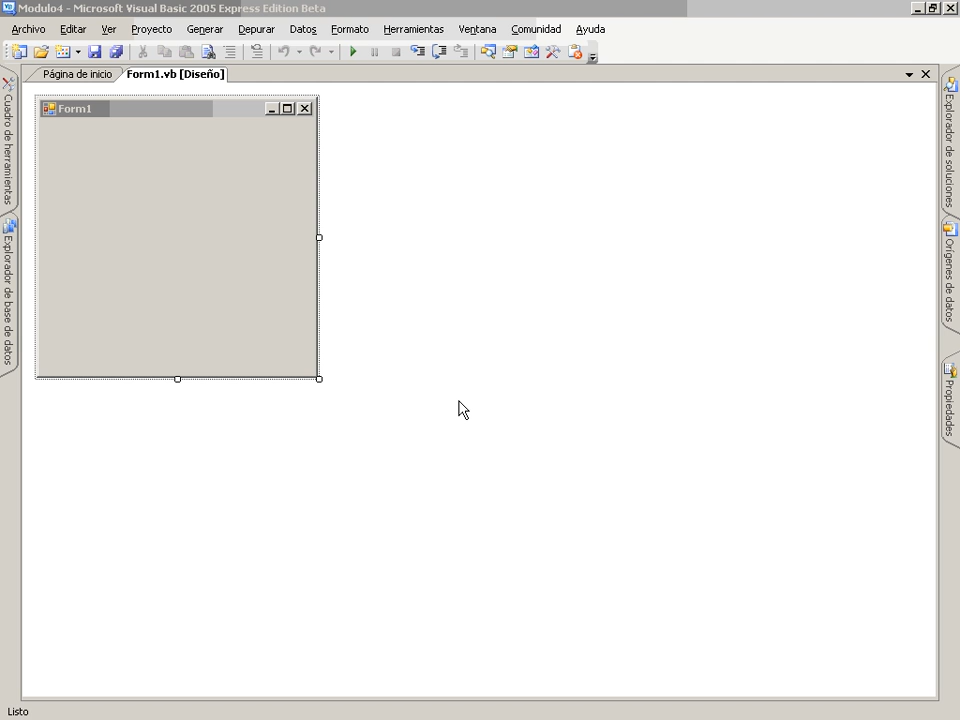 Modulo4 - Microsoft Visual Basic 2005 Express Edition Beta
Archivo Editar Ver Proyecto Generar Depurar Datos Formato Herramientas Ventana Comunidad Ayuda
Página de inicio Form1.vb [Diseño]
Form1
Cuadro de herramientas
Explorador de base de datos
Explorador de soluciones
Orígenes de datos
Propiedades
Listo